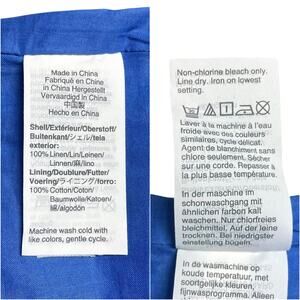 Made in China
Fabriqué en China
in China Hergestellt
Vervaardigd in China
中国製
Hecho en China
Shell/Extérieur/Oberstoff/
Buitenkant/シェル/tela
exterior:
100% Linen/Lin/Leinen/
Linnen/麻/lino
Lining/Doublure/Futter/
Voering/ライニング/forro:
100% Cotton/Coton/
Baumwolle/Katoen/
綿/algodón
Machine wash cold with
like colors, gentle cycle.
Non-chlorine bleach only.
Line dry. Iron on lowest
setting.
Laver à la machine à l'eau
froide avec des couleurs
similaires, cycle délicat.
Agent de blanchiment sans
chlore seulement. Sécher
sur une corde. Repasser à
la plus basse température.
In der maschine im
schonwaschgang mit
ähnlichen farben kalt
waschen. Nur chlorfreies
bleichmittel. Auf der leine
trocknen. Bei niedrigster
einstellung bügeln.
In de wasmachine op
koude temperatuur, met
soortgelijke kleuren,
fijnwasprogramma. Alleen